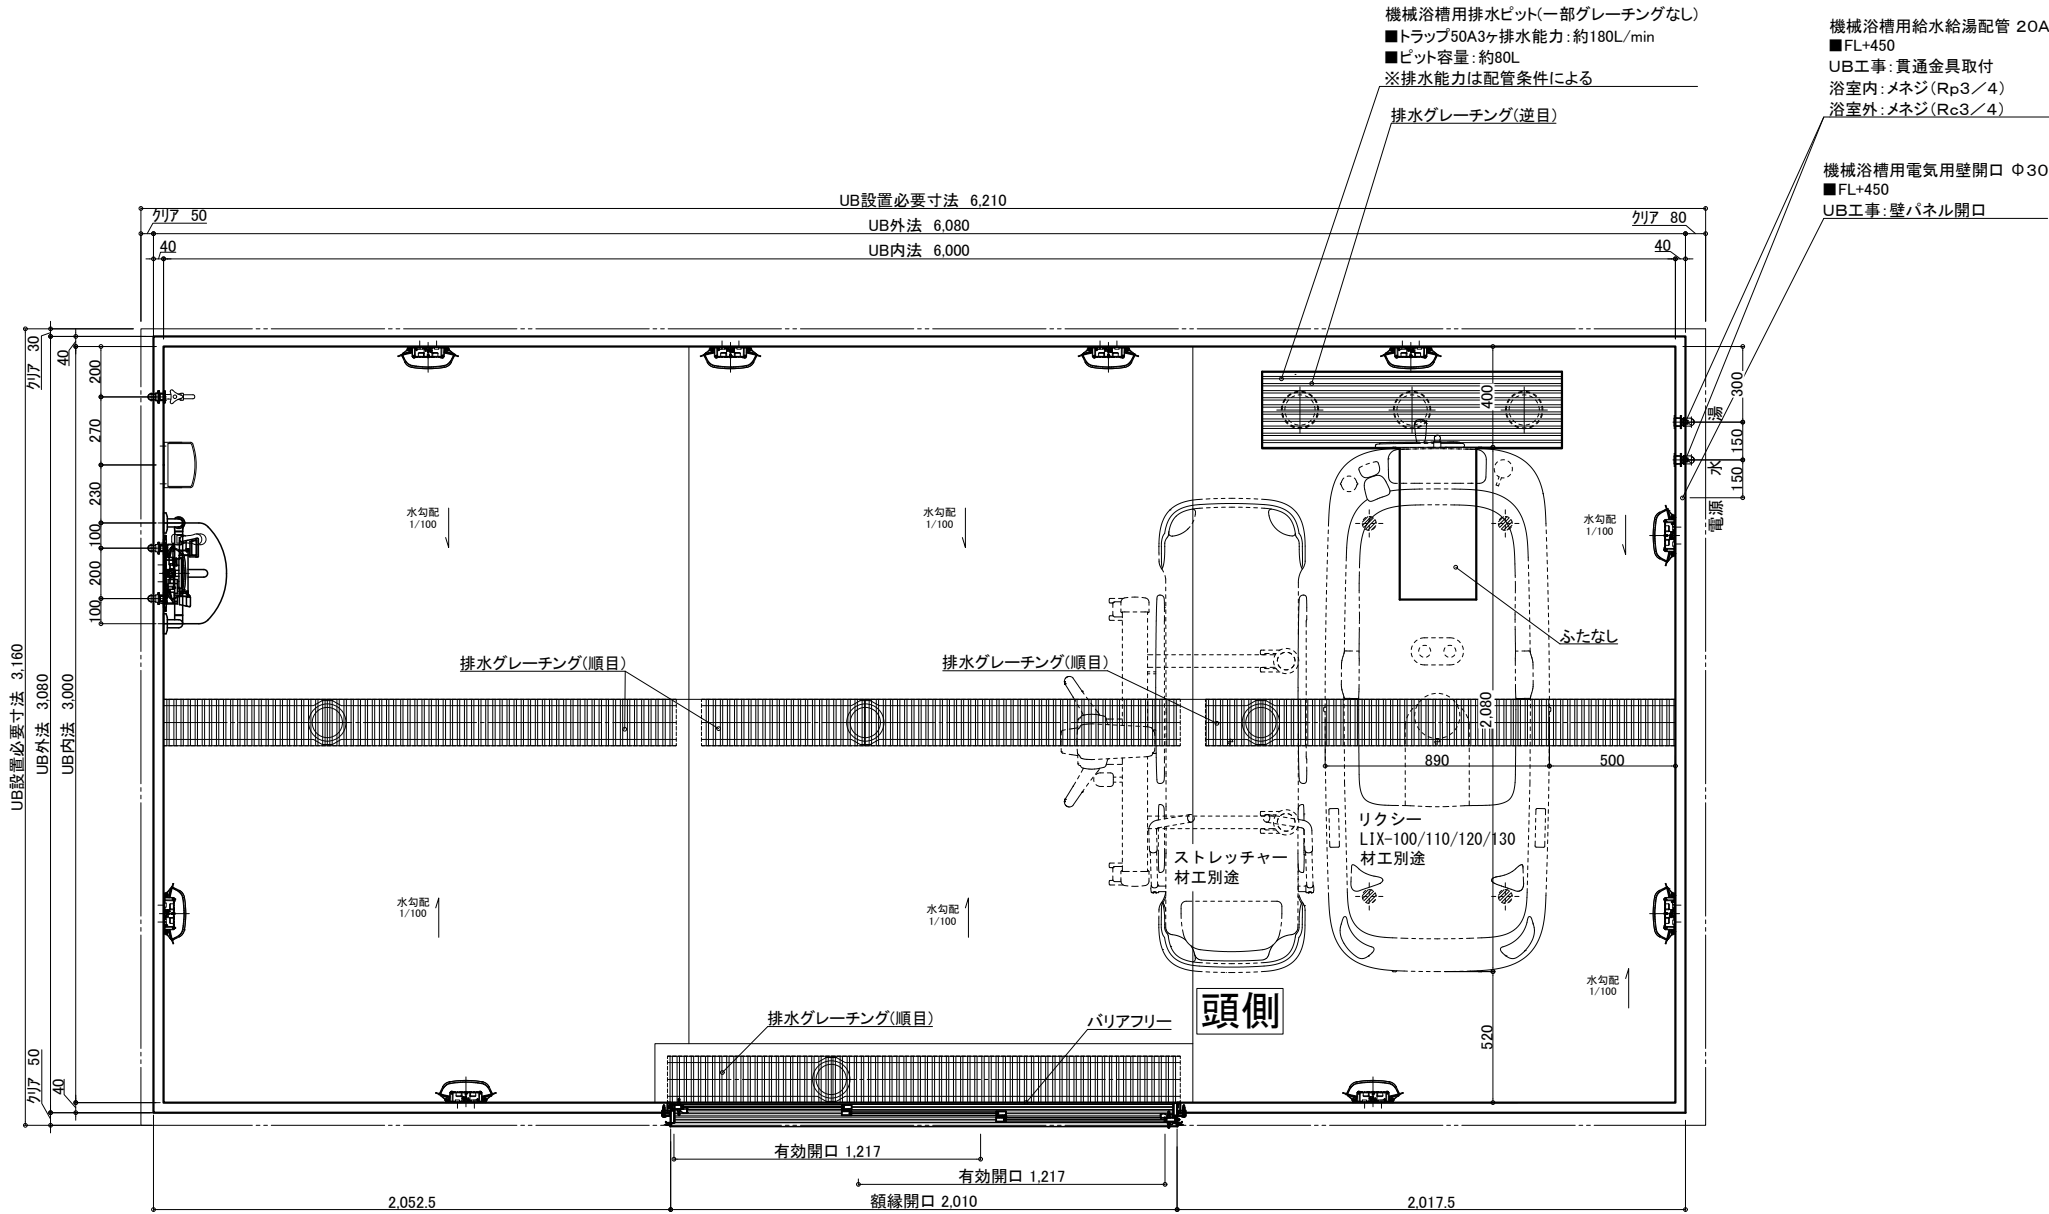 機械浴槽用排水ピット(一部グレーチングなし)
■トラップ50A3ヶ排水能力:約180L/min
■ピット容量:約80L
※排水能力は配管条件による
排水グレーチング(逆目)
機械浴槽用給水給湯配管 20A
■FL+450
UB工事:貫通金具取付
浴室内:メネジ(Rp3/4)
浴室外:メネジ(Rc3/4)
機械浴槽用電気用壁開口 Φ30
■FL+450
UB工事:壁パネル開口
UB設置必要寸法 6,210
クリア 50
UB外法 6,080
クリア 80
40
UB内法 6,000
40
クリア 30
40
200
270
230
100
200
100
UB設置必要寸法 3,160
UB外法 3,080
UB内法 3,000
クリア 50
40
400
300
湯
150
水
150
電源
水勾配
1/100
水勾配
1/100
水勾配
1/100
ふたなし
排水グレーチング(順目)
排水グレーチング(順目)
2,080
890
500
リクシー
LIX-100/110/120/130
材工別途
ストレッチャー
材工別途
水勾配
1/100
水勾配
1/100
水勾配
1/100
頭側
520
排水グレーチング(順目)
バリアフリー
有効開口 1,217
有効開口 1,217
2,052.5
額縁開口 2,010
2,017.5